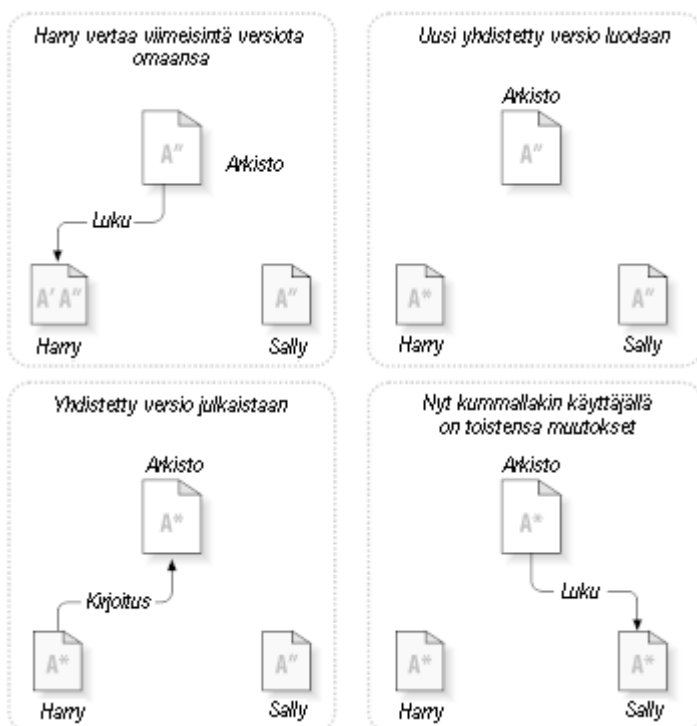 Harry vertaa viimeisintä versiota
omaansa
A″
Arkisto
Luku
A′ A″
A″
Harry
Sally
Uusi yhdistetty versio luodaan
Arkisto
A″
A*
A″
Harry
Sally
Yhdistetty versio julkaistaan
Arkisto
A*
Kirjoitus
A*
A″
Harry
Sally
Nyt kummallakin käyttäjällä
on toistensa muutokset
Arkisto
A*
Luku
A*
A*
Harry
Sally